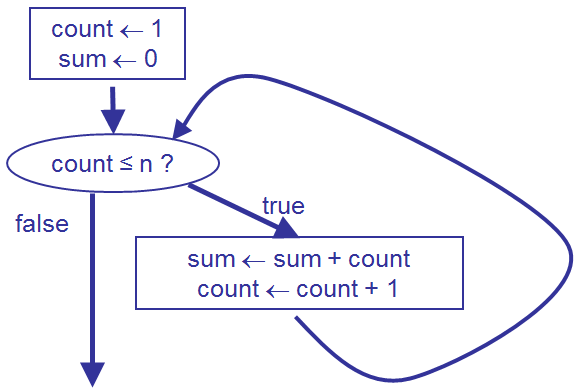 count ← 1
sum ← 0
count ≤ n ?
true
false
sum ← sum + count
count ← count + 1